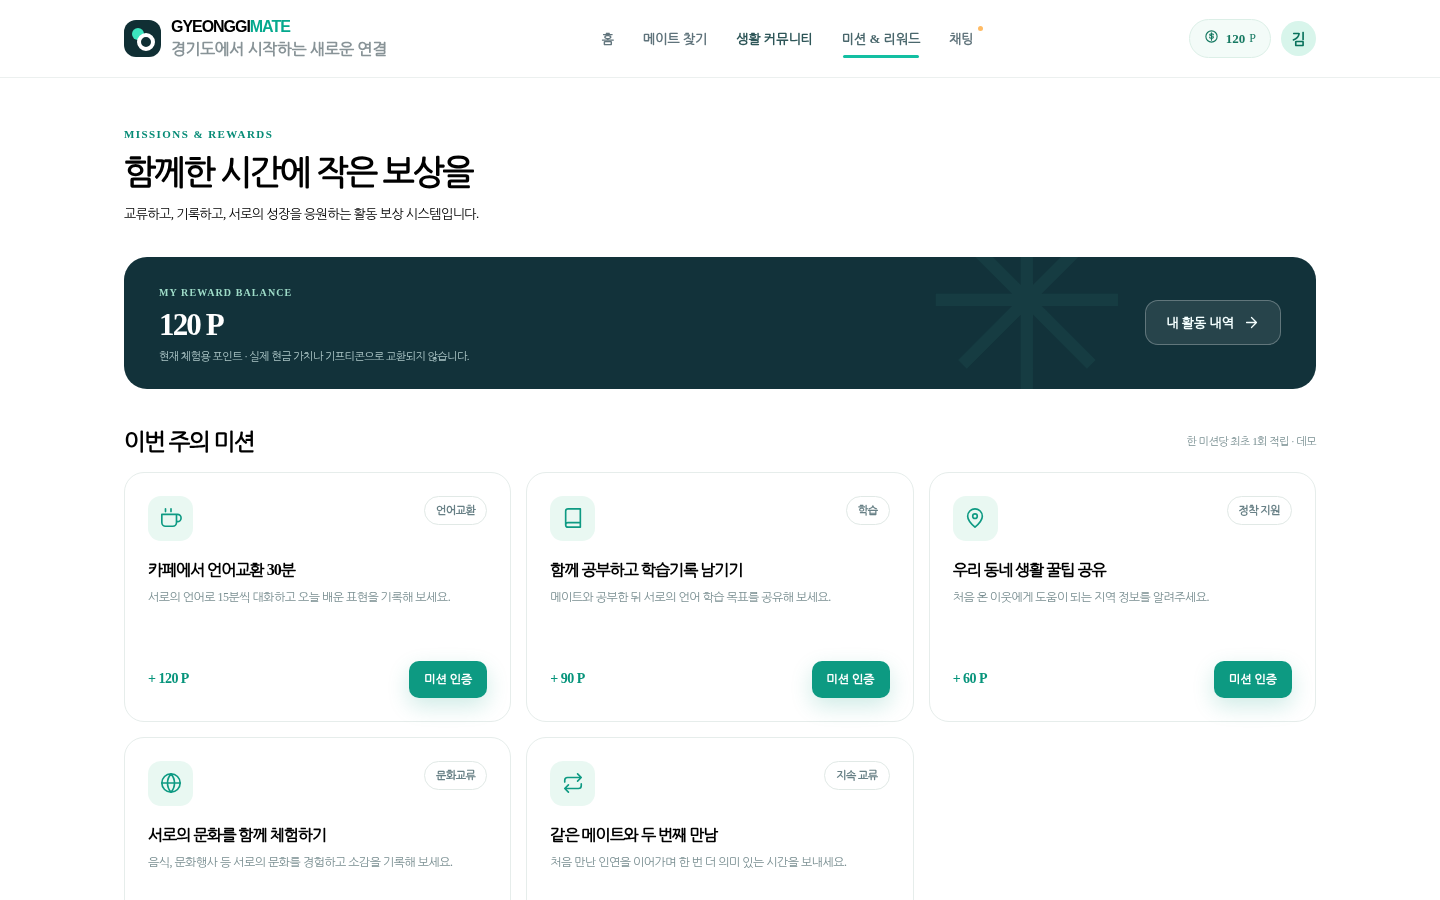 GYEONGGIMATE
경기도에서 시작하는 새로운 연결
홈
메이트 찾기
생활 커뮤니티
미션 & 리워드
채팅
120 P
김
MISSIONS & REWARDS
함께한 시간에 작은 보상을
교류하고, 기록하고, 서로의 성장을 응원하는 활동 보상 시스템입니다.
MY REWARD BALANCE
120 P
현재 체험용 포인트 · 실제 현금 가치나 기프티콘으로 교환되지 않습니다.
내 활동 내역
이번 주의 미션
한 미션당 최초 1회 적립 · 데모
언어교환
카페에서 언어교환 30분
서로의 언어로 15분씩 대화하고 오늘 배운 표현을 기록해 보세요.
+ 120 P
미션 인증
학습
함께 공부하고 학습기록 남기기
메이트와 공부한 뒤 서로의 언어 학습 목표를 공유해 보세요.
+ 90 P
미션 인증
정착 지원
우리 동네 생활 꿀팁 공유
처음 온 이웃에게 도움이 되는 지역 정보를 알려주세요.
+ 60 P
미션 인증
문화교류
서로의 문화를 함께 체험하기
음식, 문화행사 등 서로의 문화를 경험하고 소감을 기록해 보세요.
지속 교류
같은 메이트와 두 번째 만남
처음 만난 인연을 이어가며 한 번 더 의미 있는 시간을 보내세요.